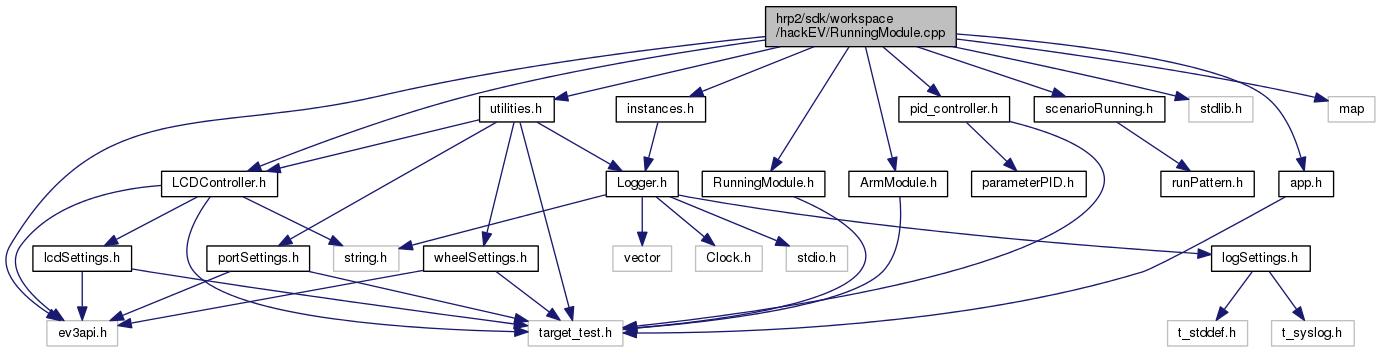 hrp2/sdk/workspace
/hackEV/RunningModule.cpp
utilities.h
instances.h
pid_controller.h
scenarioRunning.h
stdlib.h
map
LCDController.h
Logger.h
RunningModule.h
ArmModule.h
parameterPID.h
runPattern.h
app.h
lcdSettings.h
portSettings.h
string.h
wheelSettings.h
vector
Clock.h
stdio.h
logSettings.h
ev3api.h
target_test.h
t_stddef.h
t_syslog.h